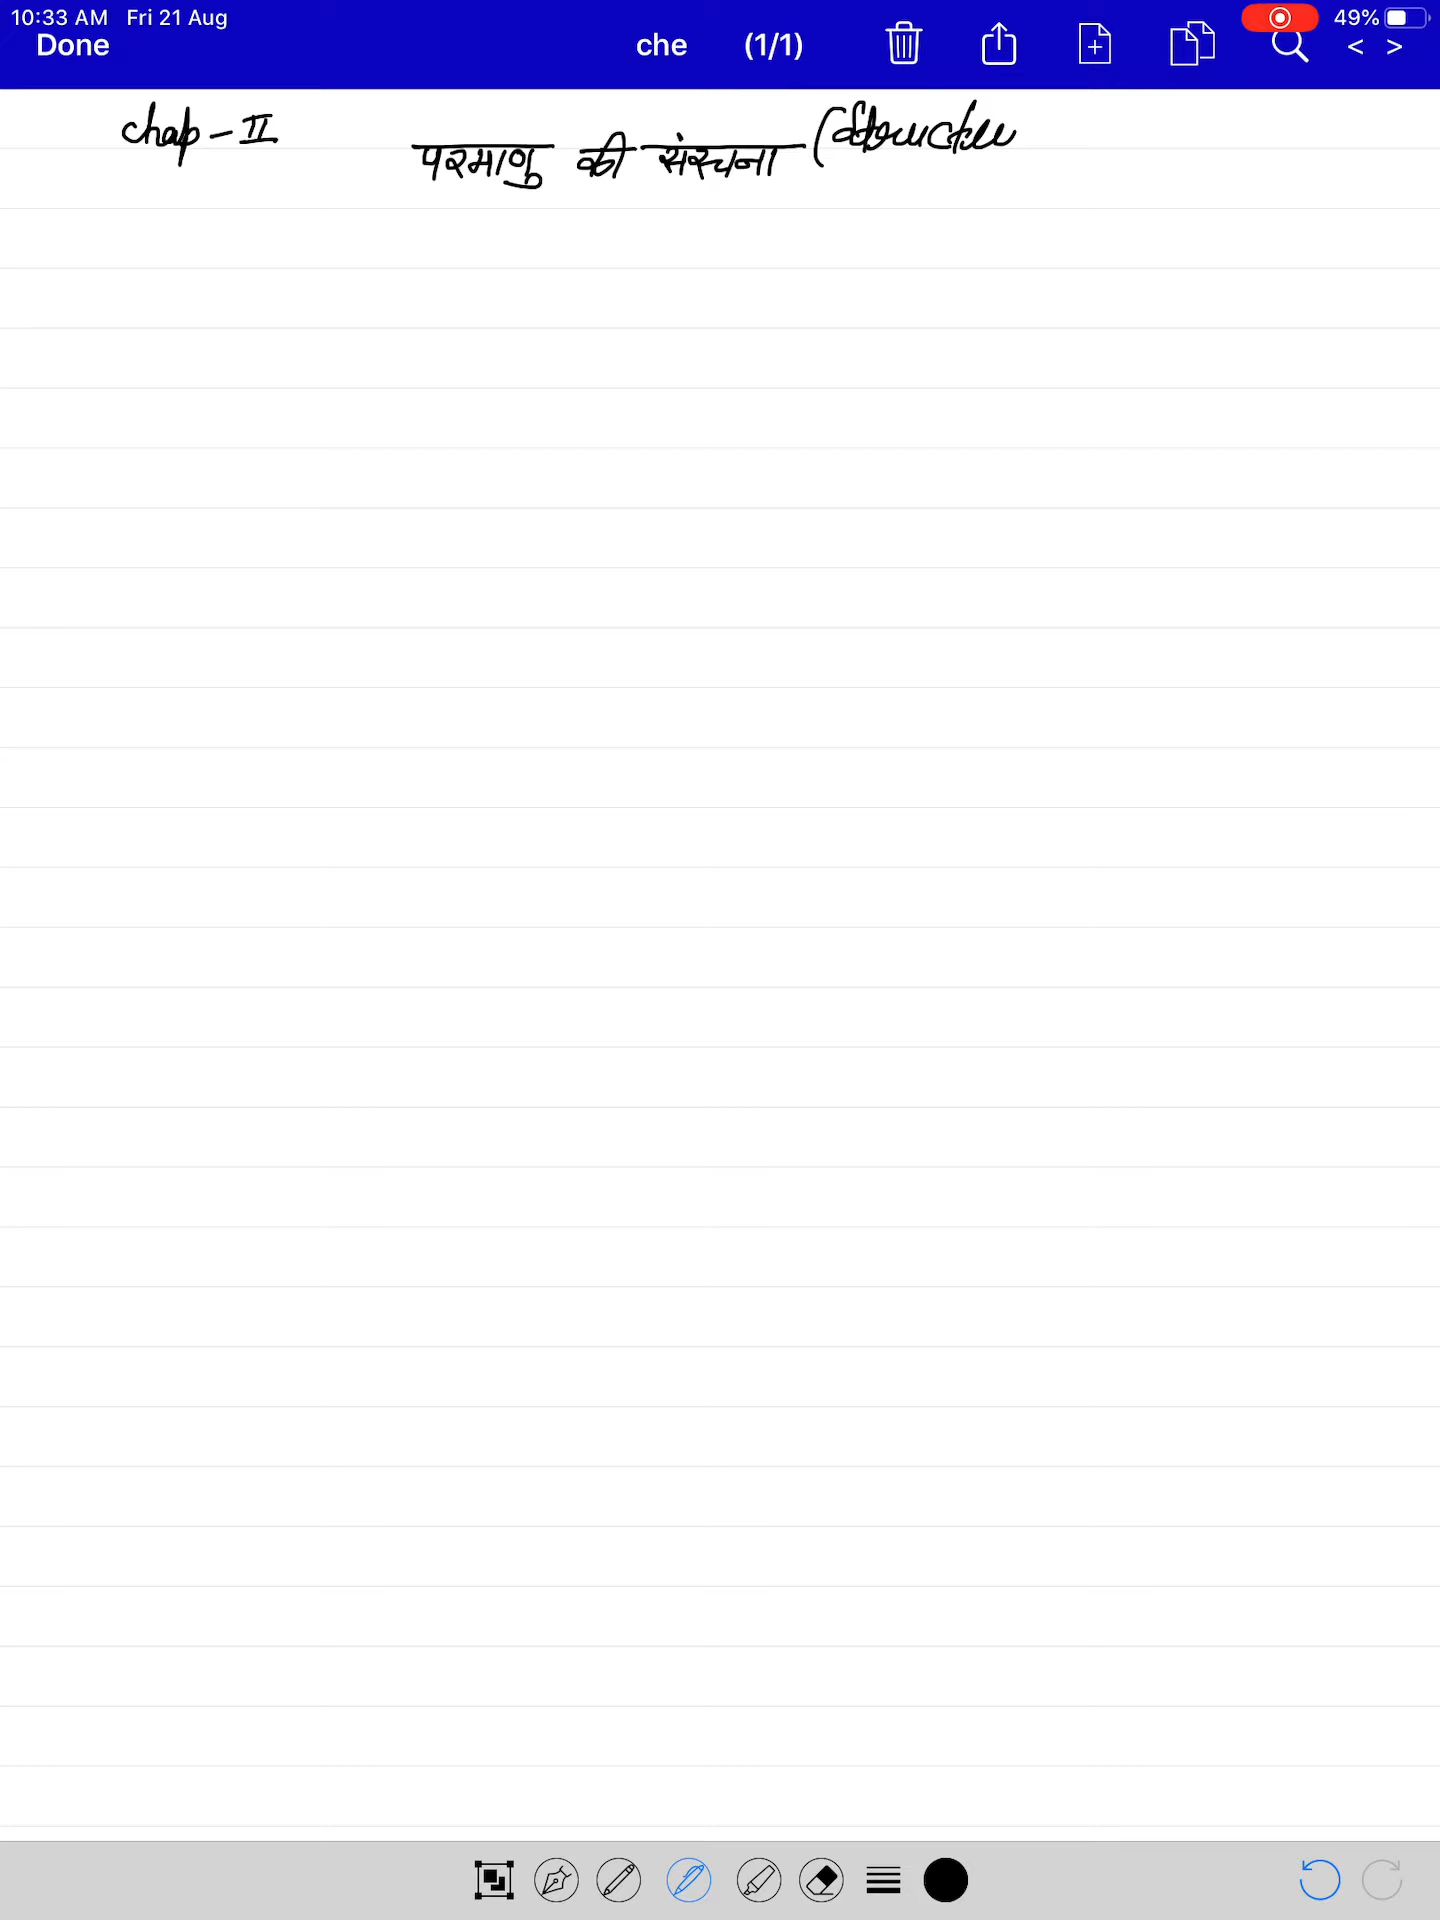 10:33 AM Fri 21 Aug 49%
Done che (1/1) < >
Chap - II परमाणु की संरचना (Structure